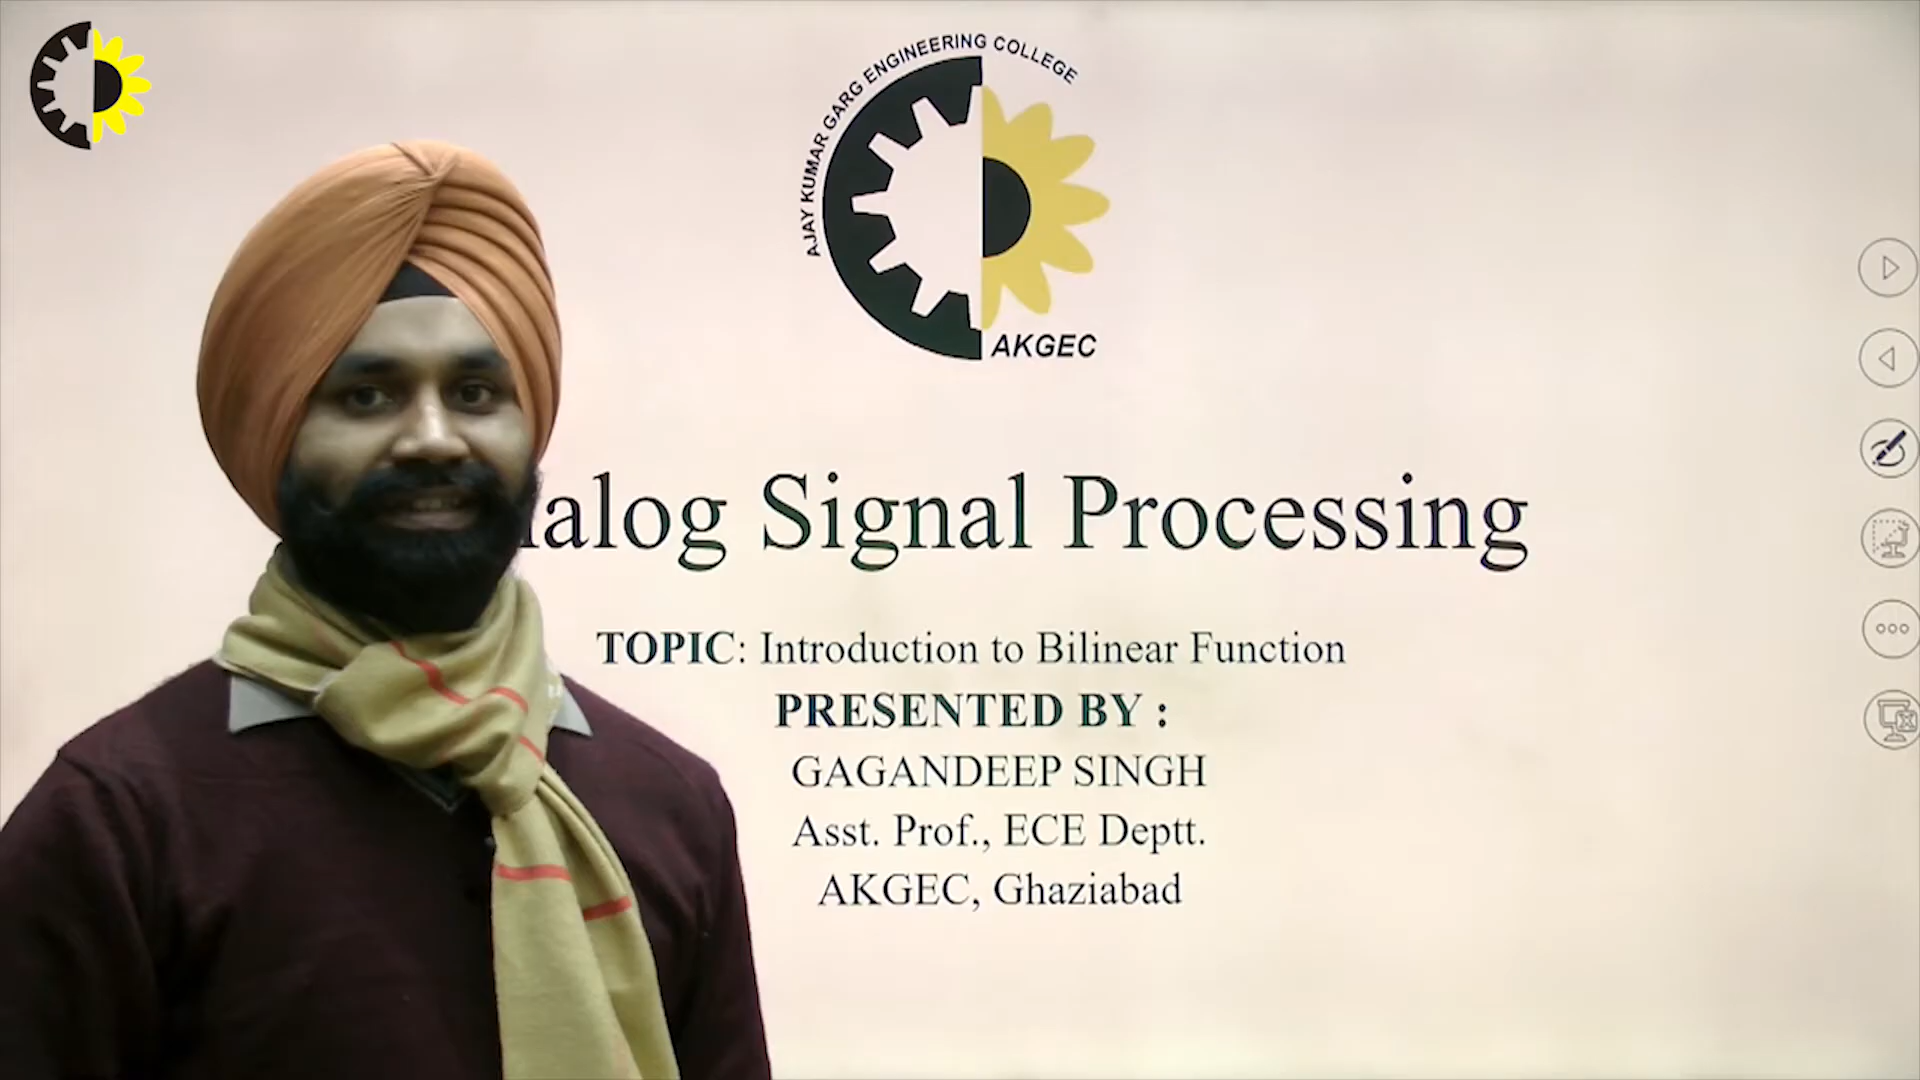 AJAY KUMAR GARG ENGINEERING COLLEGE
AKGEC
alog Signal Processing
TOPIC: Introduction to Bilinear Function
PRESENTED BY :
GAGANDEEP SINGH
Asst. Prof., ECE Deptt.
AKGEC, Ghaziabad